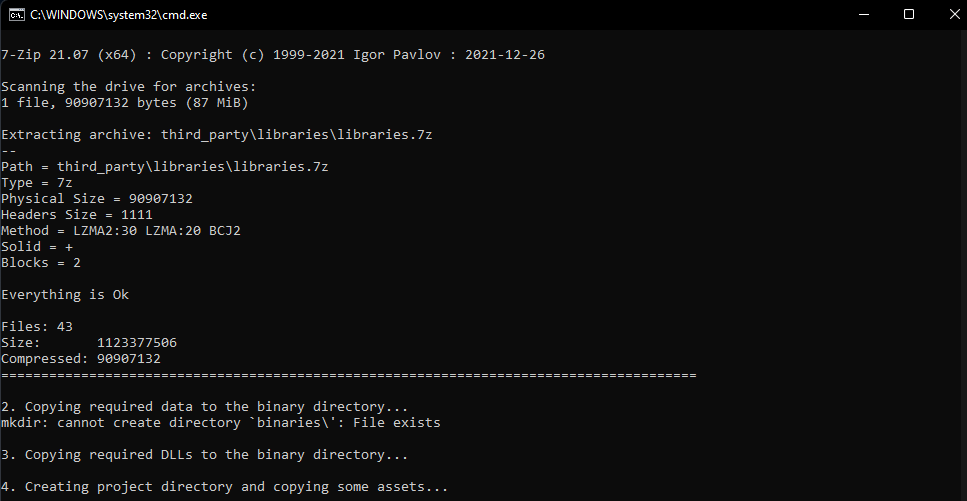 C:\WINDOWS\system32\cmd.exe
7-Zip 21.07 (x64) : Copyright (c) 1999-2021 Igor Pavlov : 2021-12-26
Scanning the drive for archives:
1 file, 90907132 bytes (87 MiB)
Extracting archive: third_party\libraries\libraries.7z
--
Path = third_party\libraries\libraries.7z
Type = 7z
Physical Size = 90907132
Headers Size = 1111
Method = LZMA2:30 LZMA:20 BCJ2
Solid = +
Blocks = 2
Everything is Ok
Files: 43
Size:       1123377506
Compressed: 90907132
=======================================================================================
2. Copying required data to the binary directory...
mkdir: cannot create directory `binaries\': File exists
3. Copying required DLLs to the binary directory...
4. Creating project directory and copying some assets...